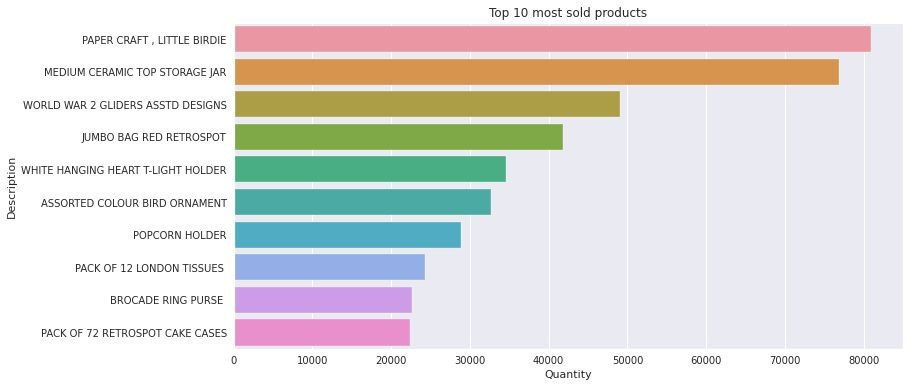 Top 10 most sold products
Description
PAPER CRAFT , LITTLE BIRDIE
MEDIUM CERAMIC TOP STORAGE JAR
WORLD WAR 2 GLIDERS ASSTD DESIGNS
JUMBO BAG RED RETROSPOT
WHITE HANGING HEART T-LIGHT HOLDER
ASSORTED COLOUR BIRD ORNAMENT
POPCORN HOLDER
PACK OF 12 LONDON TISSUES
BROCADE RING PURSE
PACK OF 72 RETROSPOT CAKE CASES
0 10000 20000 30000 40000 50000 60000 70000 80000
Quantity